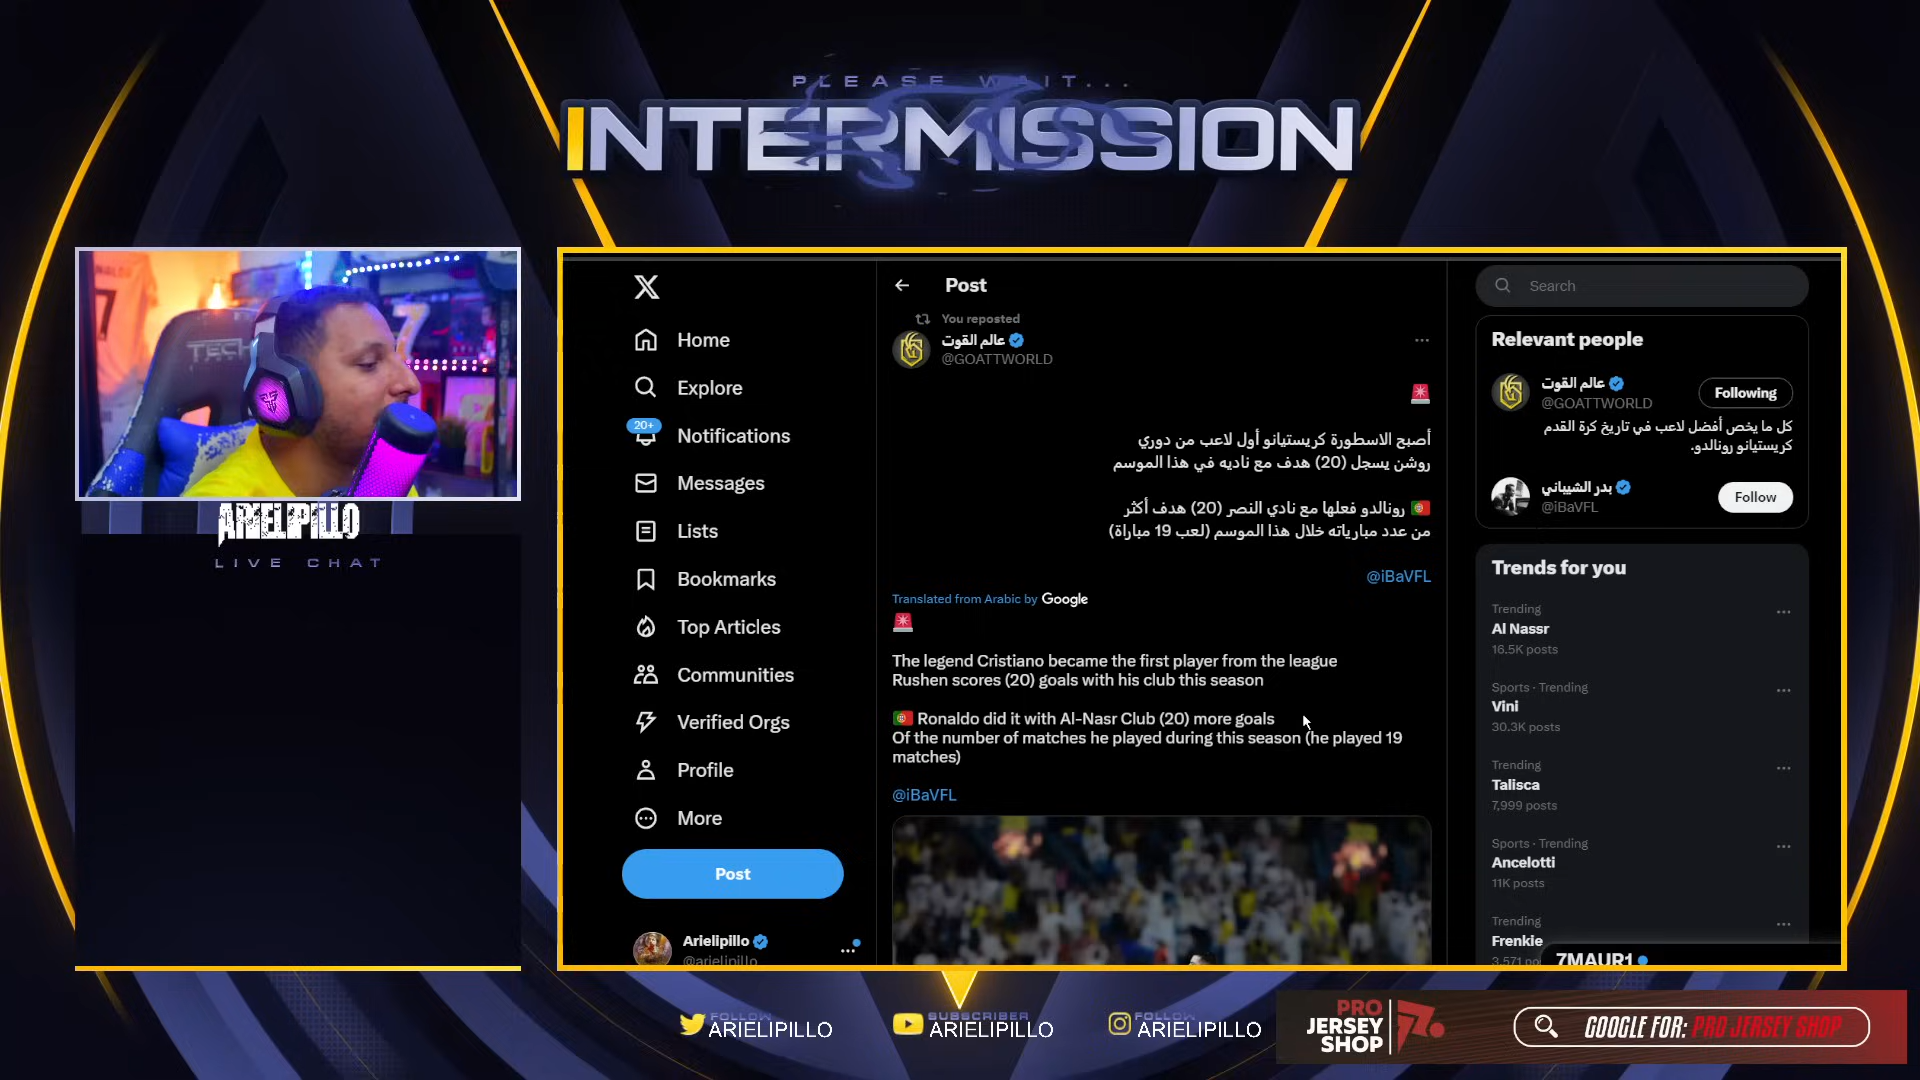 PLEASE WAIT...
INTERMISSION
TECH
7
ARIELIPILLO
LIVE CHAT
Home
Explore
20+
Notifications
Messages
Lists
Bookmarks
Top Articles
Communities
Verified Orgs
Profile
More
Post
Arielipillo
@arielipillo
Post
You reposted
عالم القوت
@GOATTWORLD
أصبح الاسطورة كريستيانو أول لاعب من دوري
روشن يسجل (20) هدف مع ناديه في هذا الموسم
رونالدو فعلها مع نادي النصر (20) هدف أكثر
من عدد مبارياته خلال هذا الموسم (لعب 19 مباراة)
@iBaVFL
Translated from Arabic by Google
The legend Cristiano became the first player from the league
Rushen scores (20) goals with his club this season
Ronaldo did it with Al-Nasr Club (20) more goals
Of the number of matches he played during this season (he played 19
matches)
@iBaVFL
Search
Relevant people
عالم القوت
@GOATTWORLD
Following
كل ما يخص أفضل لاعب في تاريخ كرة القدم
كريستيانو رونالدو.
بدر الشيباني
@iBaVFL
Follow
Trends for you
Trending
Al Nassr
16.5K posts
Sports · Trending
Vini
30.3K posts
Trending
Talisca
7,999 posts
Sports · Trending
Ancelotti
11K posts
Trending
Frenkie
3,571 po
7MAUR1
FOLLOW
ARIELIPILLO
SUBSCRIBER
ARIELIPILLO
FOLLOW
ARIELIPILLO
PRO
JERSEY
SHOP
GOOGLE FOR: PRO JERSEY SHOP